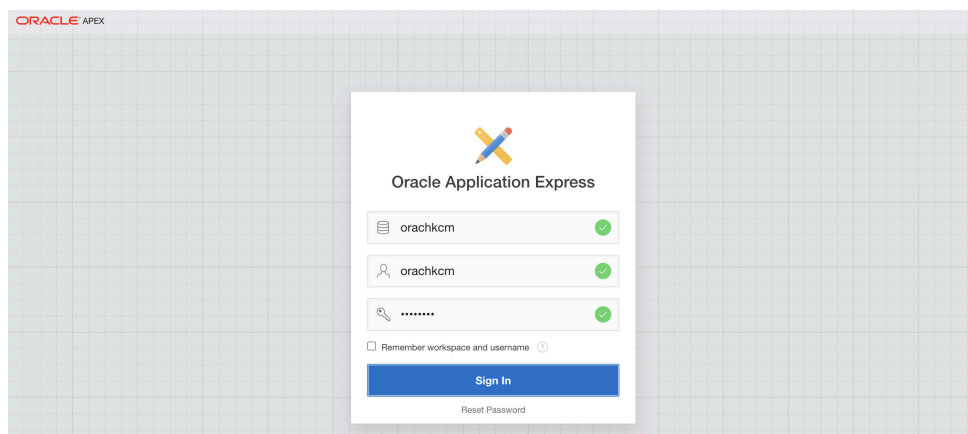 ORACLE APEX
Oracle Application Express
orachkcm
orachkcm
••••••••
Remember workspace and username ?
Sign In
Reset Password